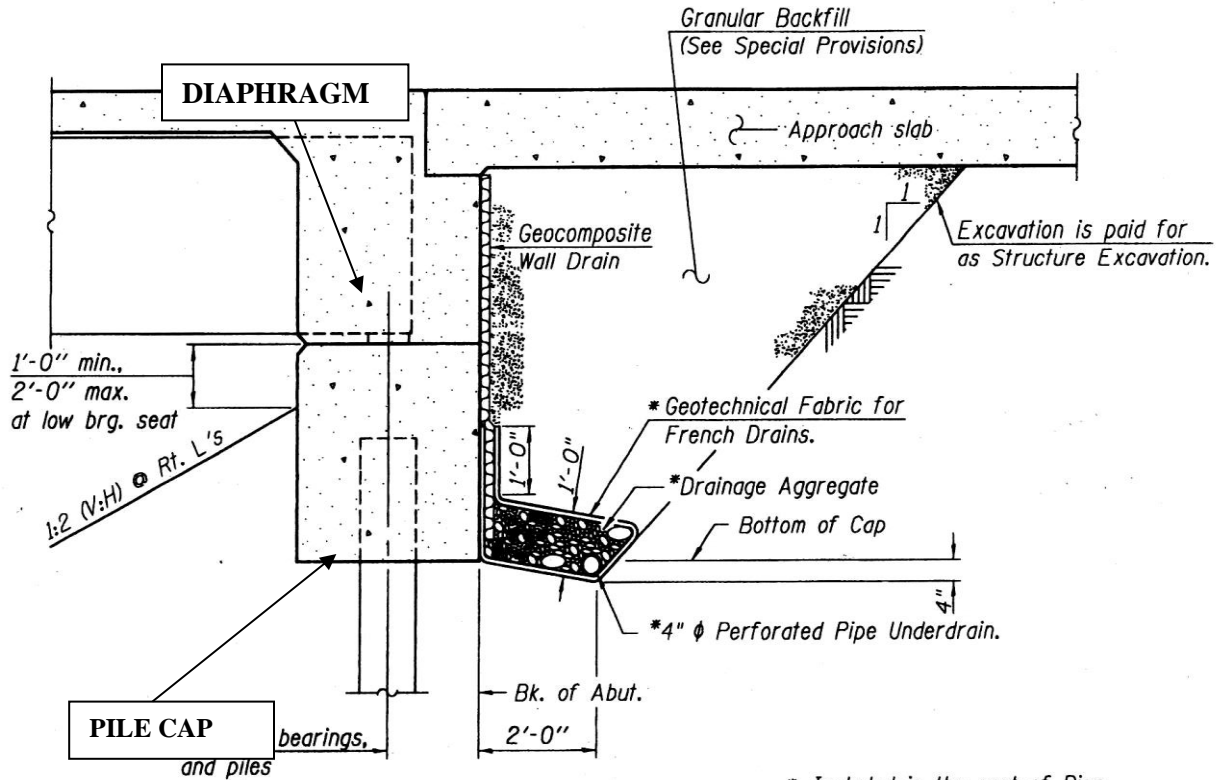 Granular Backfill
(See Special Provisions)
DIAPHRAGM
Approach slab
1
1
Geocomposite
Wall Drain
Excavation is paid for
as Structure Excavation.
1'-0" min.,
2'-0" max.
at low brg. seat
* Geotechnical Fabric for
French Drains.
1'-0"
1'-0"
*Drainage Aggregate
1:2 (V:H) @ Rt. L's
Bottom of Cap
4"
*4" ϕ Perforated Pipe Underdrain.
Bk. of Abut.
PILE CAP
bearings,
and piles
2'-0"